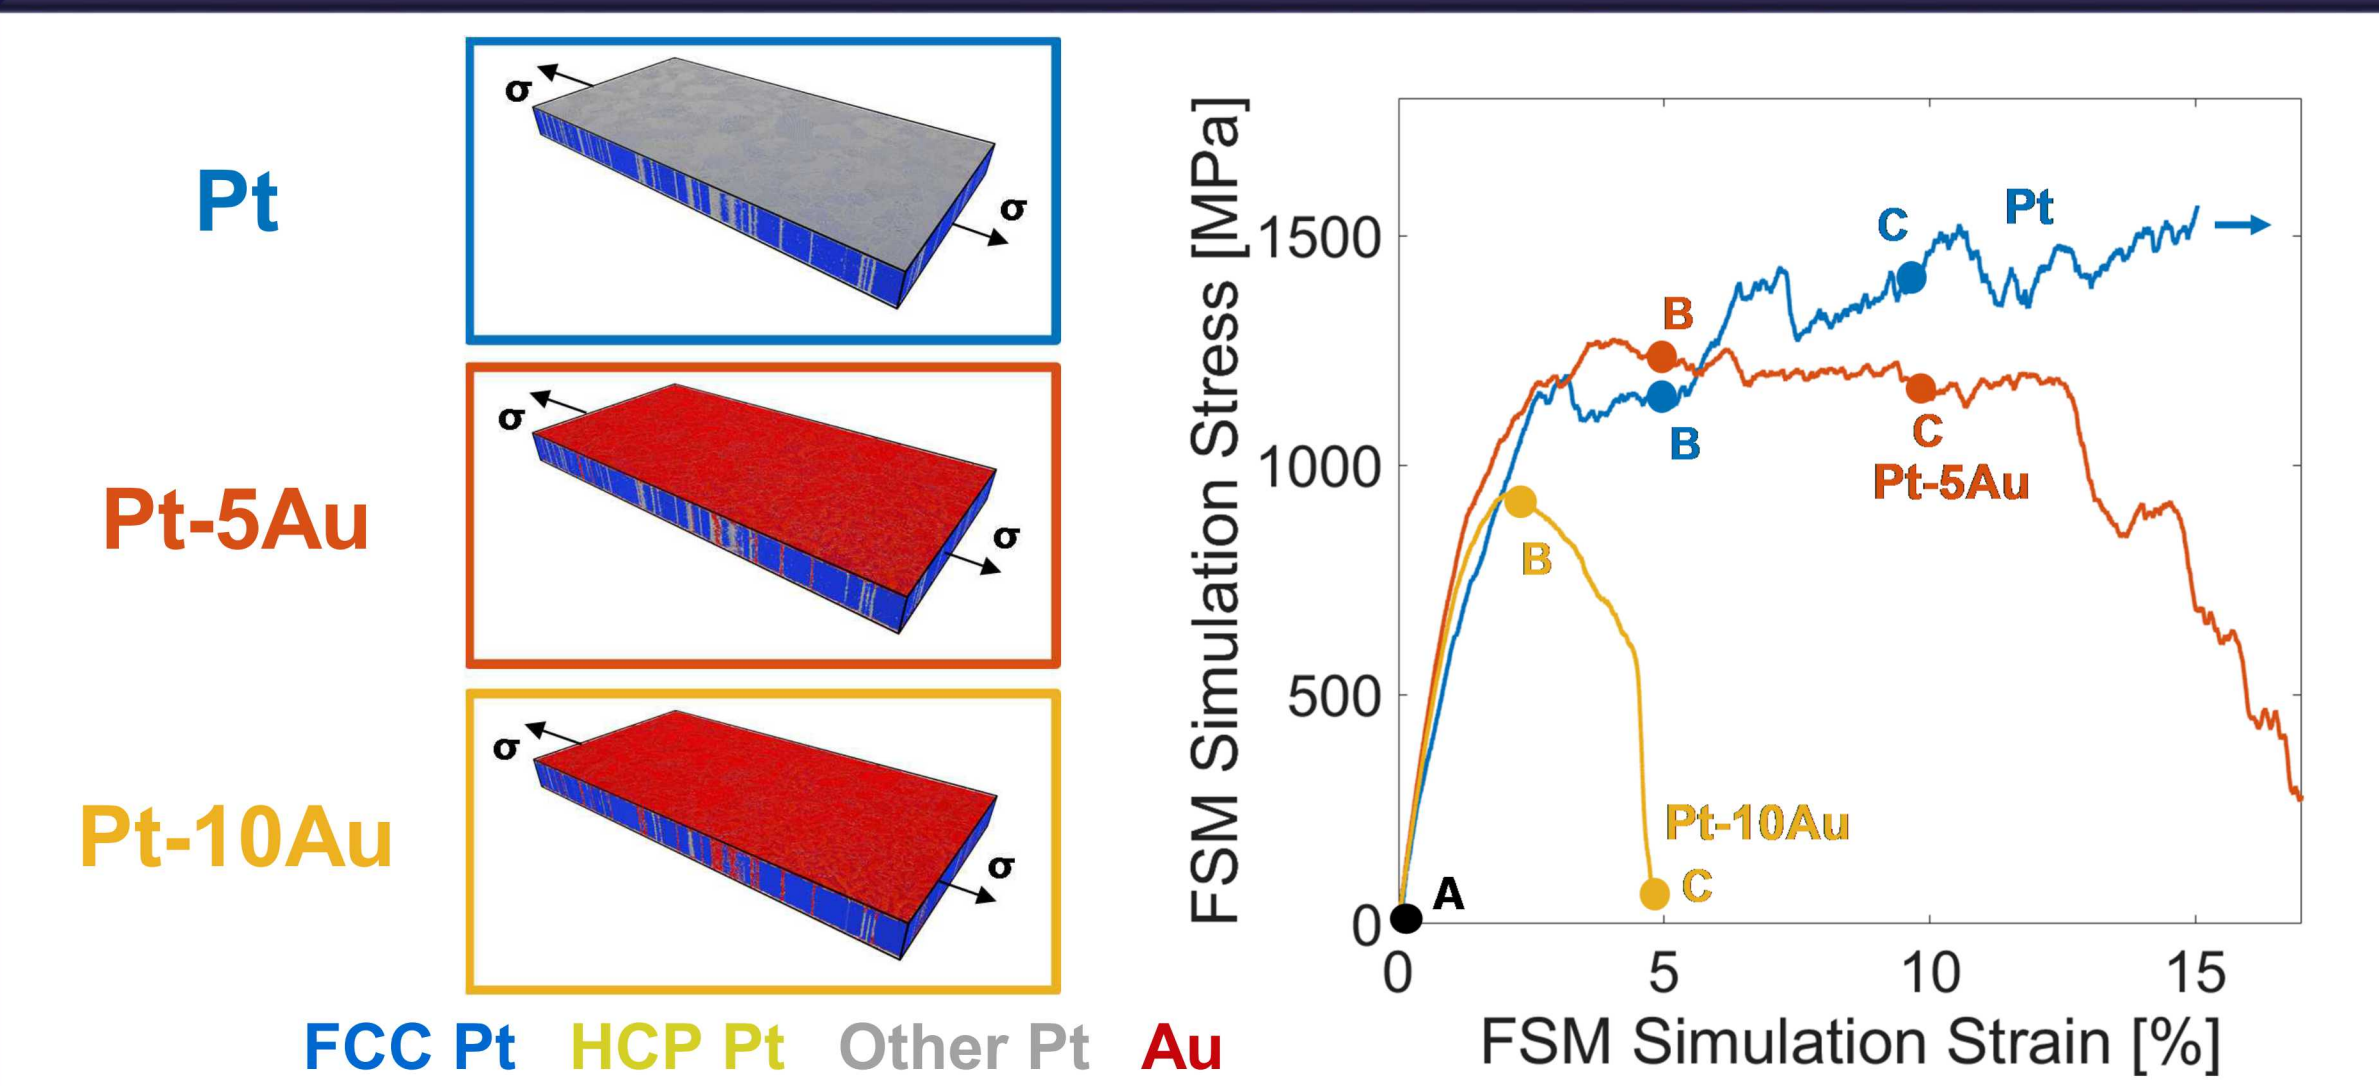 Pt
σ
σ
Pt-5Au
σ
σ
Pt-10Au
σ
σ
FCC Pt HCP Pt Other Pt Au
FSM Simulation Stress [MPa]
1500
1000
500
0
0 5 10 15
FSM Simulation Strain [%]
C
Pt
B
B
C
Pt-5Au
B
Pt-10Au
C
A